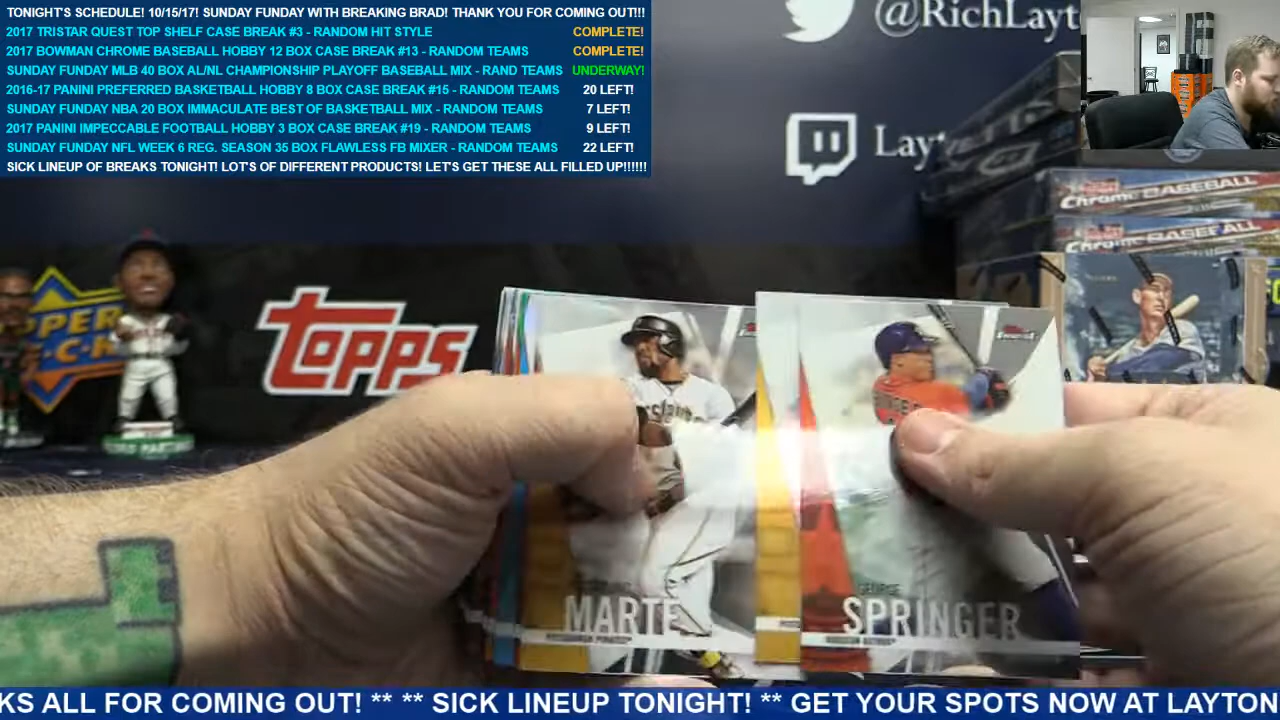 TONIGHT'S SCHEDULE! 10/15/17! SUNDAY FUNDAY WITH BREAKING BRAD! THANK YOU FOR COMING OUT!!!
2017 TRISTAR QUEST TOP SHELF CASE BREAK #3 - RANDOM HIT STYLE COMPLETE!
2017 BOWMAN CHROME BASEBALL HOBBY 12 BOX CASE BREAK #13 - RANDOM TEAMS COMPLETE!
SUNDAY FUNDAY MLB 40 BOX AL/NL CHAMPIONSHIP PLAYOFF BASEBALL MIX - RAND TEAMS UNDERWAY!
2016-17 PANINI PREFERRED BASKETBALL HOBBY 8 BOX CASE BREAK #15 - RANDOM TEAMS 20 LEFT!
SUNDAY FUNDAY NBA 20 BOX IMMACULATE BEST OF BASKETBALL MIX - RANDOM TEAMS 7 LEFT!
2017 PANINI IMPECCABLE FOOTBALL HOBBY 3 BOX CASE BREAK #19 - RANDOM TEAMS 9 LEFT!
SUNDAY FUNDAY NFL WEEK 6 REG. SEASON 35 BOX FLAWLESS FB MIXER - RANDOM TEAMS 22 LEFT!
SICK LINEUP OF BREAKS TONIGHT! LOT'S OF DIFFERENT PRODUCTS! LET'S GET THESE ALL FILLED UP!!!!!!
@RichLayt
Layt
Chrome BASEBALL
Chrome BASEBALL
topps
MARTE
GEORGE
SPRINGER
KS ALL FOR COMING OUT! ** ** SICK LINEUP TONIGHT! ** GET YOUR SPOTS NOW AT LAYTON